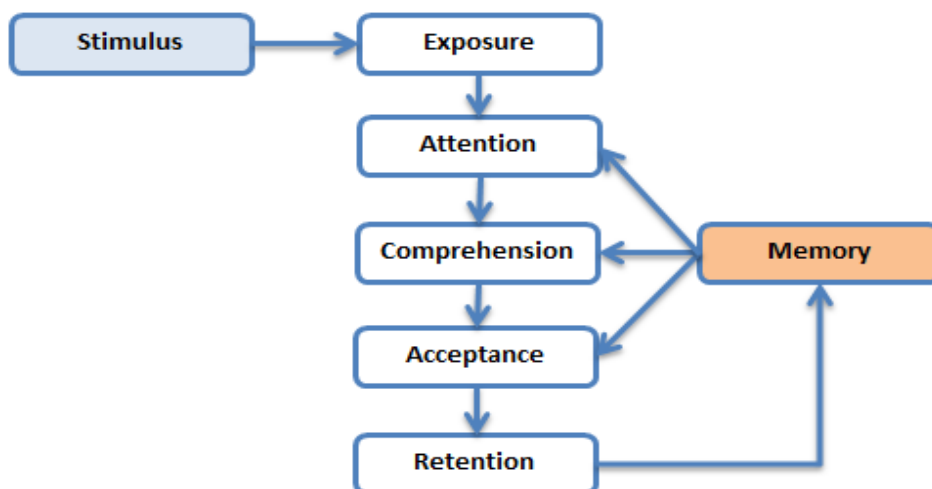 Stimulus
Exposure
Attention
Comprehension
Memory
Acceptance
Retention